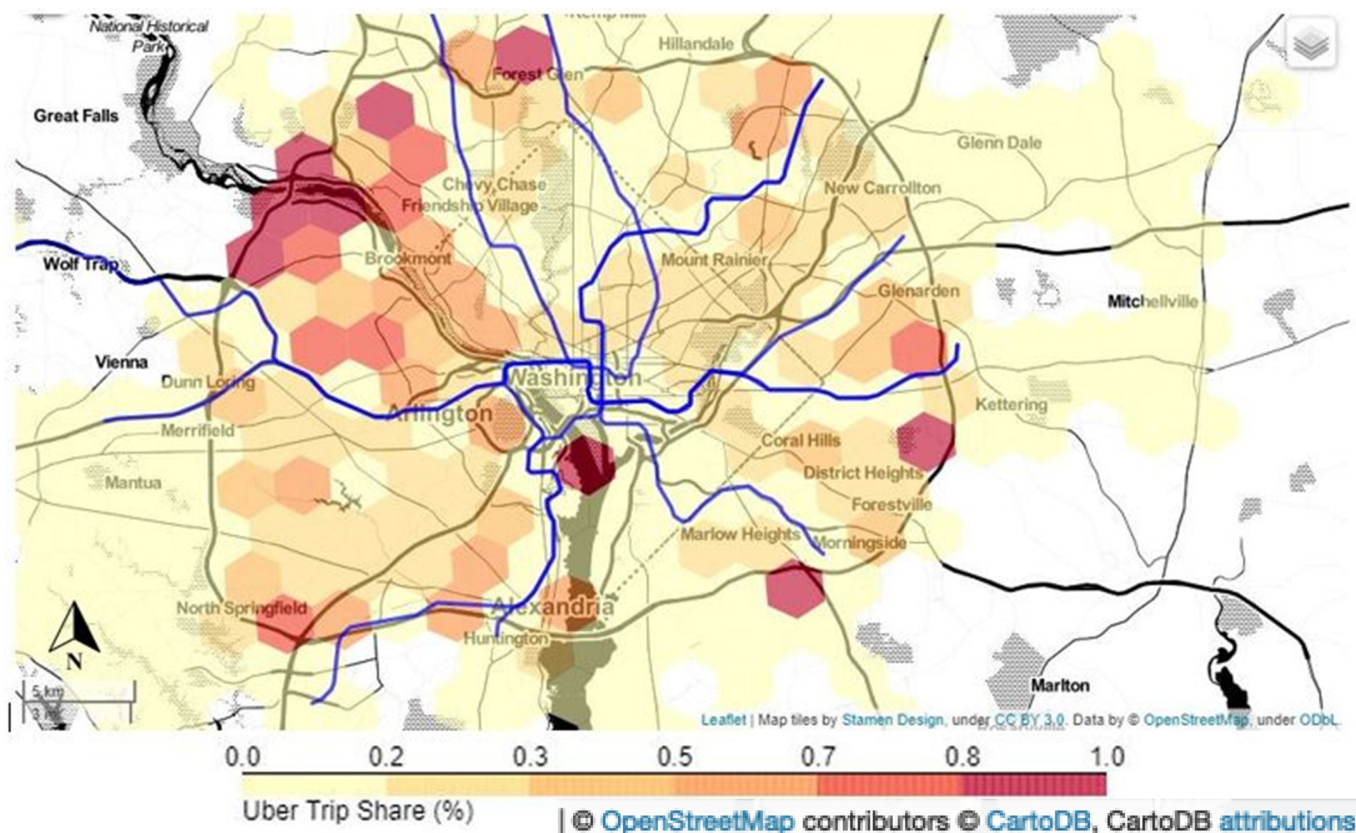 National Historical
Park
Kemp Mill
Hillandale
Forest Glen
Great Falls
Glenn Dale
Chevy Chase
Friendship Village
New Carrollton
Wolf Trap
Brookmont
Mount Rainier
Glenarden
Mitchellville
Vienna
Dunn Loring
Washington
Arlington
Kettering
Merrifield
Coral Hills
District Heights
Mantua
Forestville
Marlow Heights
Morningside
North Springfield
Alexandria
Huntington
N
Marlton
5 km
3 mi
Leaflet | Map tiles by Stamen Design, under CC BY 3.0. Data by © OpenStreetMap, under ODbL.
0.0 0.2 0.3 0.5 0.7 0.8 1.0
Uber Trip Share (%)
| © OpenStreetMap contributors © CartoDB, CartoDB attributions